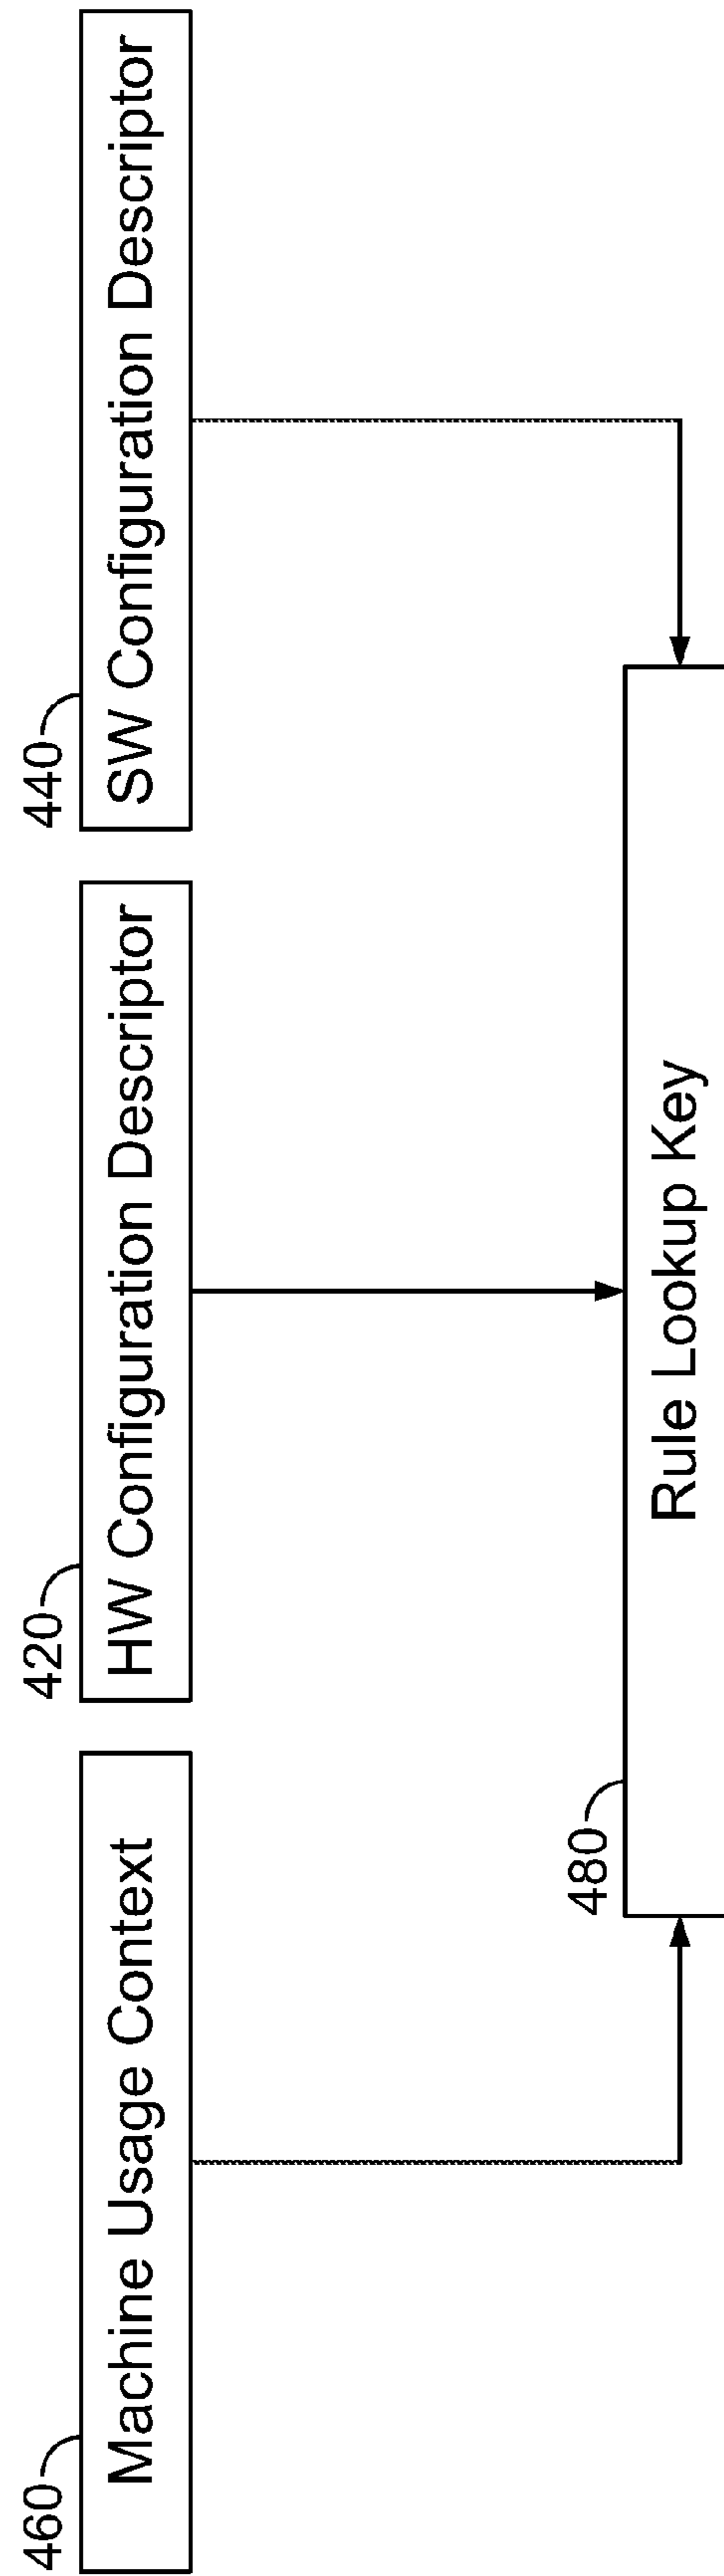 460
Machine Usage Context
420
HW Configuration Descriptor
440
SW Configuration Descriptor
480
Rule Lookup Key